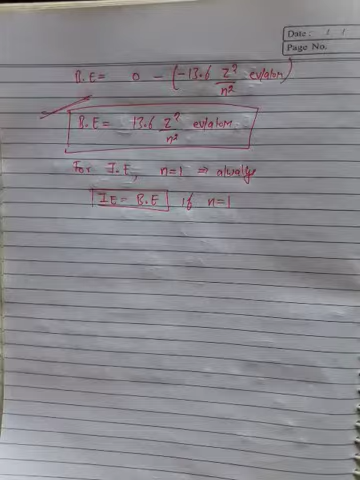 Date: / /
Page No.
B.E = 0 - (-13.6 Z²/n² ev/atom)
B.E = 13.6 Z²/n² ev/atom
For I.E, n=1 ⇒ always
I E = B.E if n=1